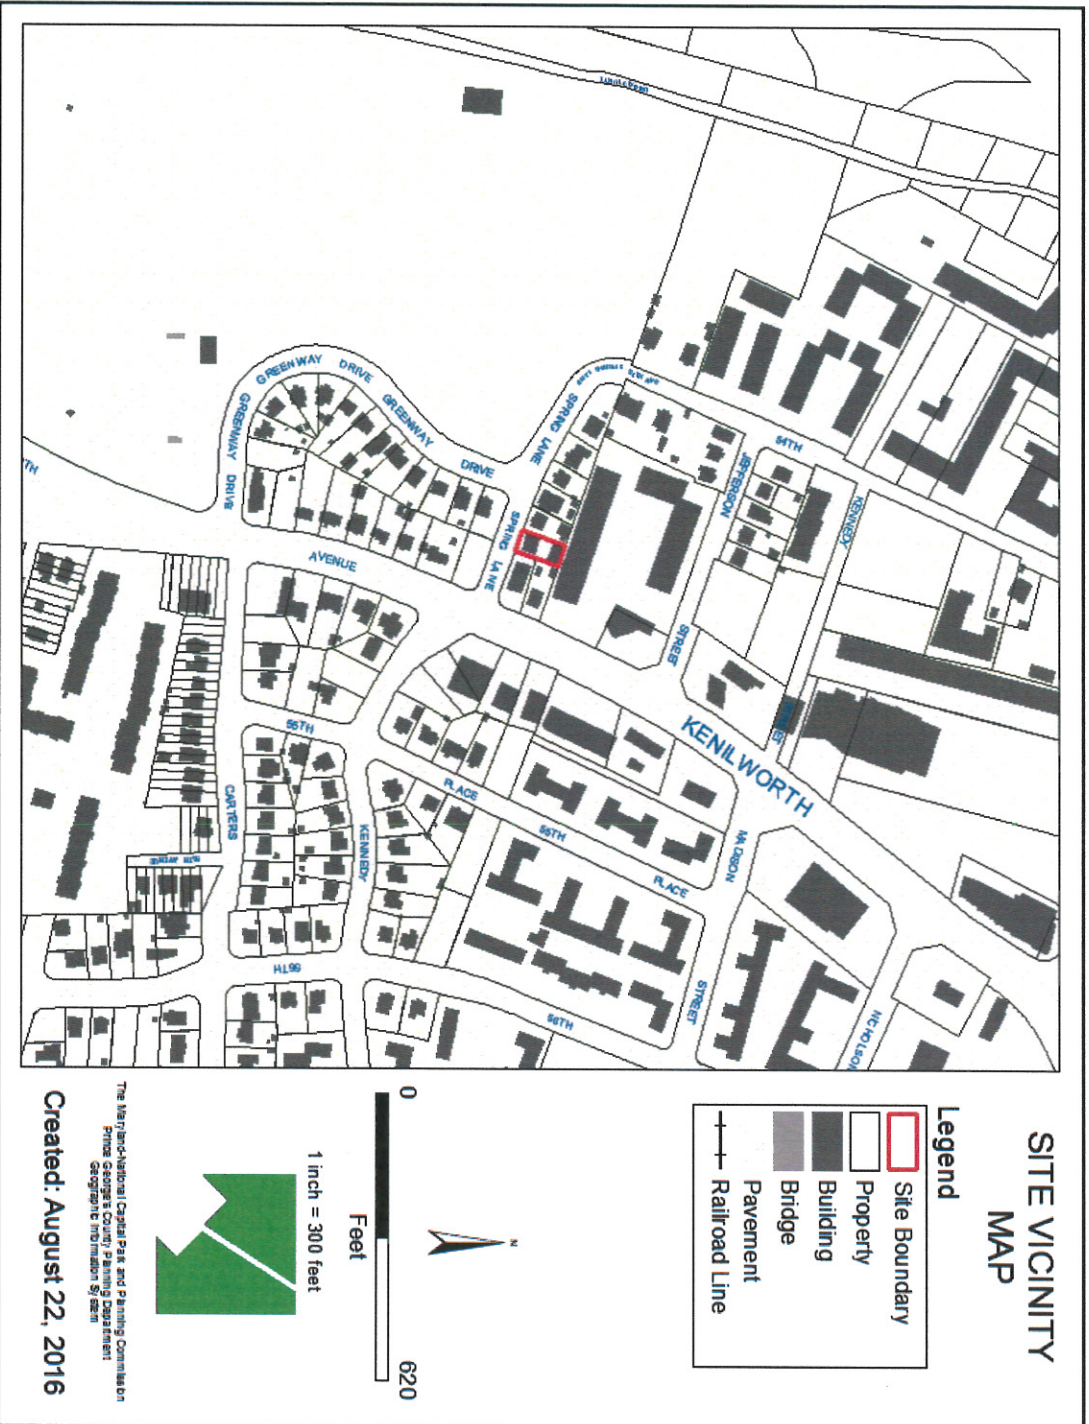 SITE VICINITY
MAP
Legend
Site Boundary
Property
Building
Bridge
Pavement
Railroad Line
N
0
620
Feet
1 inch = 300 feet
The Maryland-National Capital Park and Planning Commission
Prince George's County Planning Department
Geographic Information System
Created: August 22, 2016
KENILWORTH
AVENUE
NICHOLSON
MADISON
STREET
KENNEDY
STREET
JEFFERSON
STREET
54TH
SPRING LANE
SPRING LANE
GREENWAY DRIVE
GREENWAY DRIVE
GREENWAY DRIVE
55TH
PLACE
55TH
PLACE
KENNEDY
CARTERS
56TH
56TH
TH